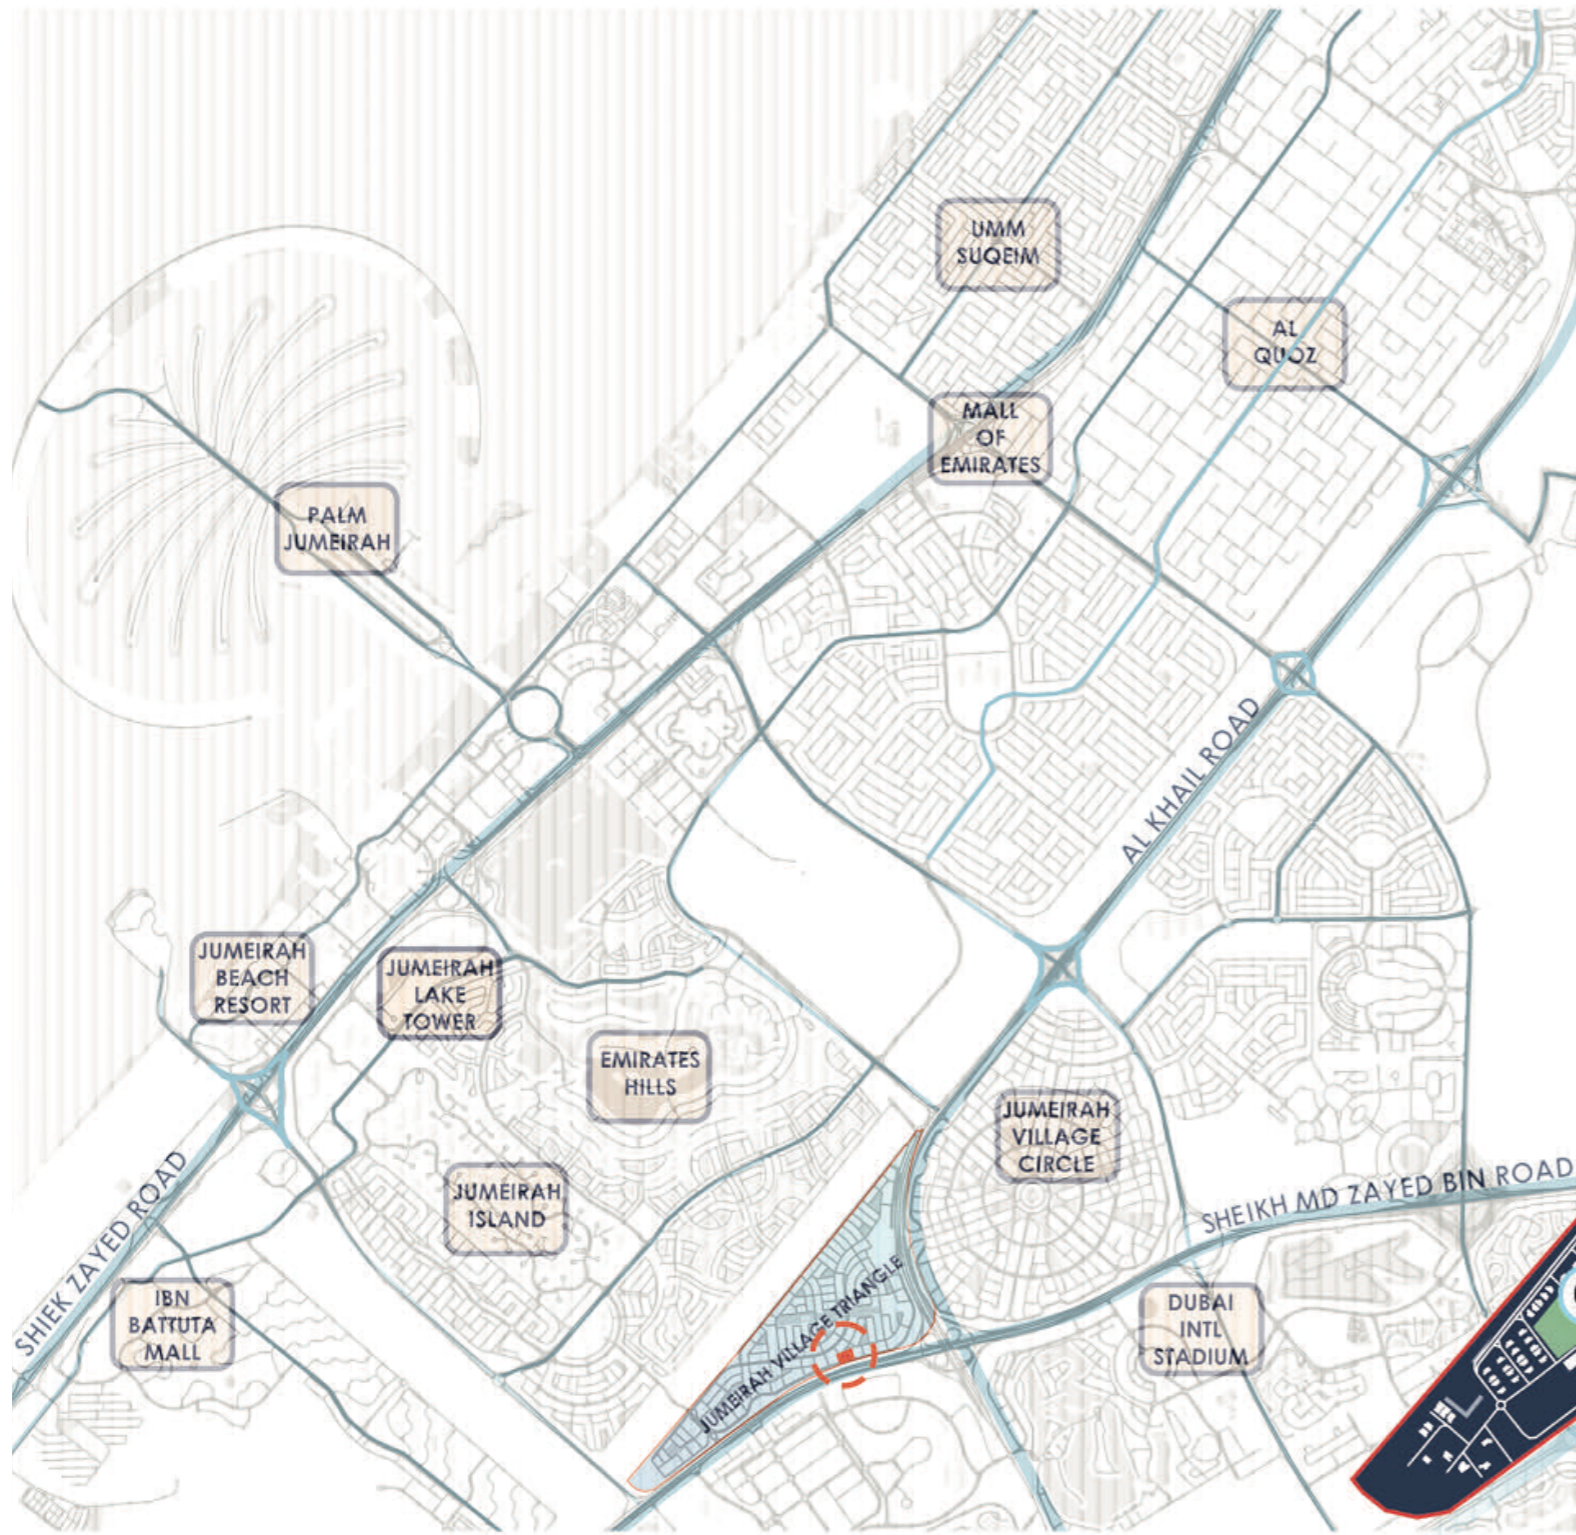 UMM
SUQEIM
AL
QUOZ
MALL
OF
EMIRATES
PALM
JUMEIRAH
AL KHAIL ROAD
JUMEIRAH
BEACH
RESORT
JUMEIRAH
LAKE
TOWER
EMIRATES
HILLS
JUMEIRAH
VILLAGE
CIRCLE
JUMEIRAH
ISLAND
SHEIKH MD ZAYED BIN ROAD
SHIEK ZAYED ROAD
IBN
BATTUTA
MALL
JUMEIRAH VILLAGE TRIANGLE
DUBAI
INTL
STADIUM